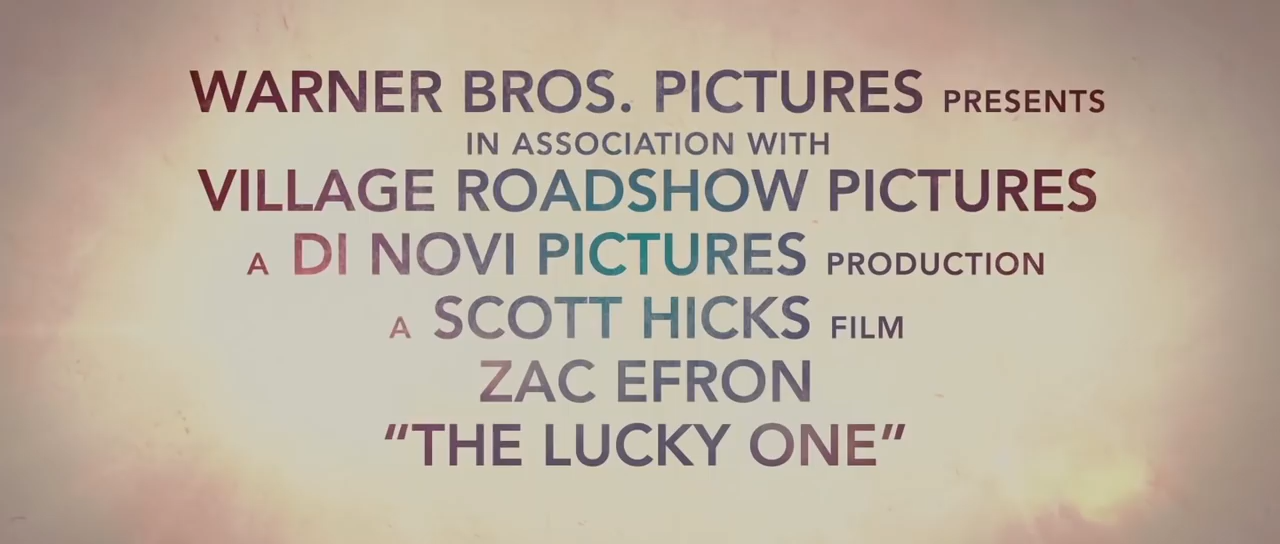 WARNER BROS. PICTURES PRESENTS
IN ASSOCIATION WITH
VILLAGE ROADSHOW PICTURES
A DI NOVI PICTURES PRODUCTION
A SCOTT HICKS FILM
ZAC EFRON
“THE LUCKY ONE”